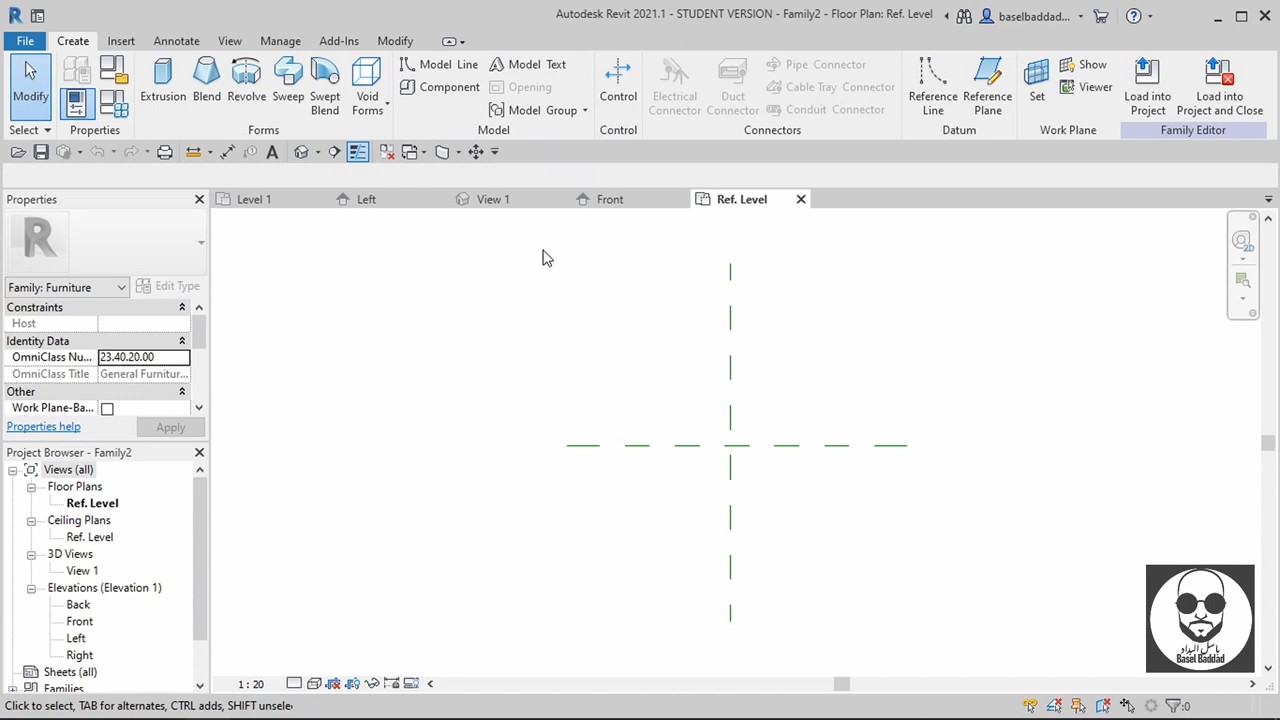 Autodesk Revit 2021.1 - STUDENT VERSION - Family2 - Floor Plan: Ref. Level
baselbaddad...
File Create Insert Annotate View Manage Add-Ins Modify
Modify
Extrusion Blend Revolve Sweep Swept Blend Void Forms
Model Line
Component
Model Text
Opening
Model Group
Control
Electrical Connector
Duct Connector
Pipe Connector
Cable Tray Connector
Conduit Connector
Reference Line
Reference Plane
Set
Show
Viewer
Load into Project
Load into Project and Close
Select Properties Forms Model Control Connectors Datum Work Plane Family Editor
Properties
Level 1 Left View 1 Front Ref. Level
R
2D
Family: Furniture Edit Type
Constraints
Host
Identity Data
OmniClass Nu... 23.40.20.00
OmniClass Title General Furnitur...
Other
Work Plane-Ba...
Properties help Apply
Project Browser - Family2
Views (all)
Floor Plans
Ref. Level
Ceiling Plans
Ref. Level
3D Views
View 1
Elevations (Elevation 1)
Back
Front
Left
Right
Sheets (all)
Families
باسل البداد
Basel Baddad
1 : 20
Click to select, TAB for alternates, CTRL adds, SHIFT unselec
:0